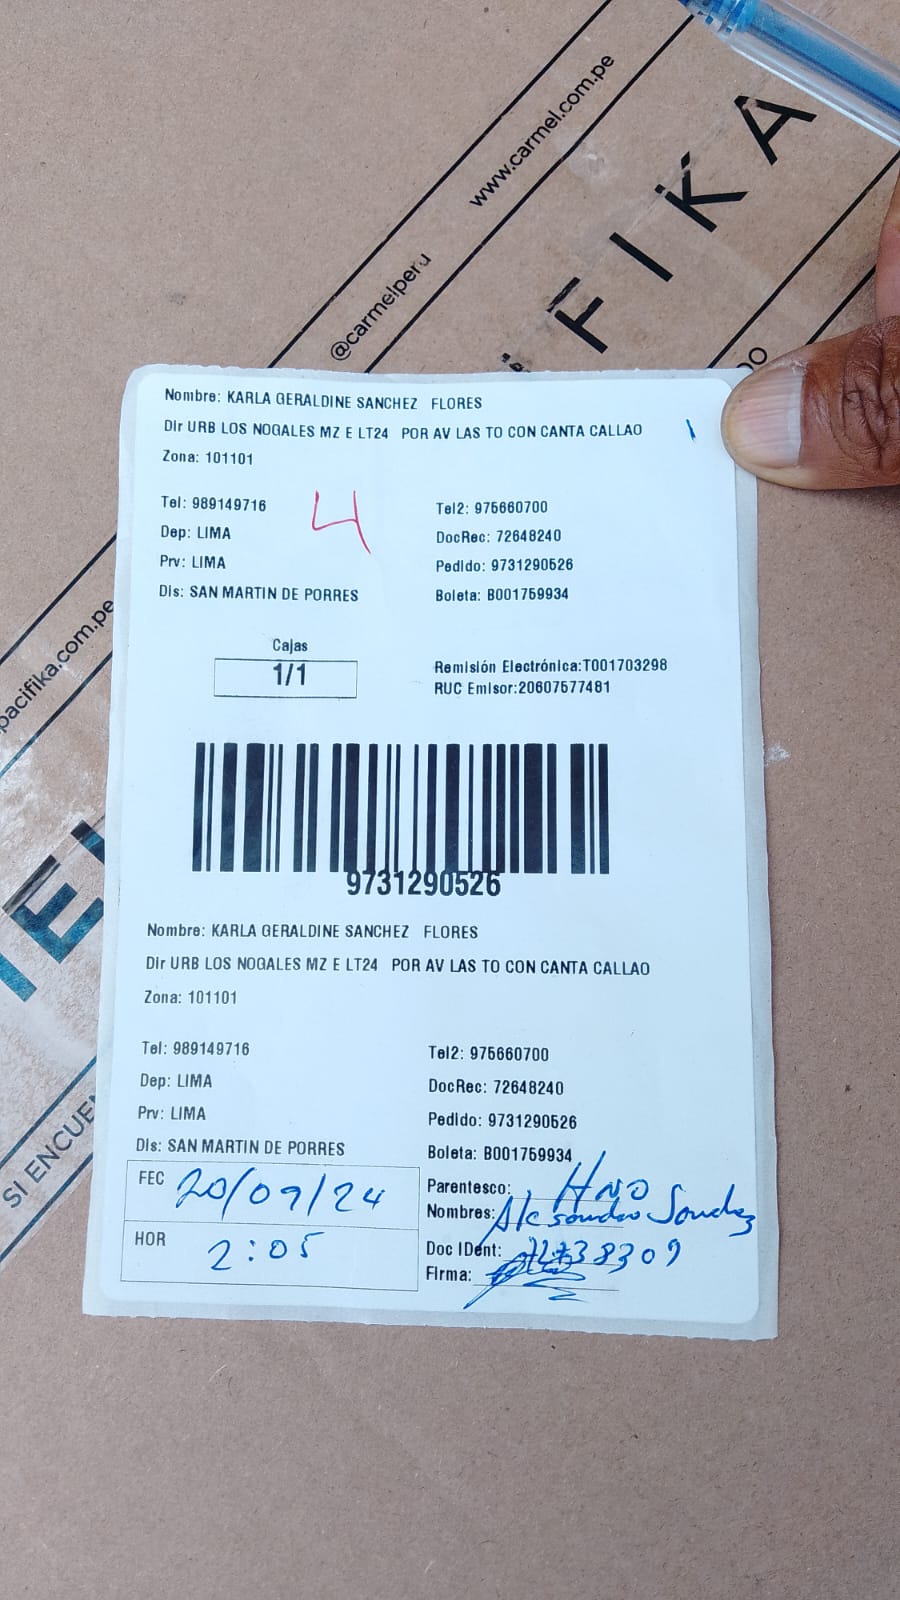 www.carmel.com.pe
@carmelperu
FIKA
Nombre: KARLA GERALDINE SANCHEZ FLORES
Dir URB LOS NOGALES MZ E LT24 POR AV LAS TO CON CANTA CALLAO
Zona: 101101
Tel: 989149716
4
Tel2: 975660700
Dep: LIMA
DocRec: 72648240
Prv: LIMA
Pedido: 9731290526
Dis: SAN MARTIN DE PORRES
Boleta: B001759934
Cajas
1/1
Remisión Electrónica:T001703298
RUC Emisor:20607577481
pacifika.com.pe
9731290526
Nombre: KARLA GERALDINE SANCHEZ FLORES
Dir URB LOS NOGALES MZ E LT24 POR AV LAS TO CON CANTA CALLAO
Zona: 101101
Tel: 989149716
Tel2: 975660700
Dep: LIMA
DocRec: 72648240
Prv: LIMA
Pedido: 9731290526
Dis: SAN MARTIN DE PORRES
Boleta: B001759934
SI ENCUE
FEC 20/09/24
Parentesco: HNO
Nombres: Alesandro Sanchez
HOR 2:05
Doc IDent:
Firma: